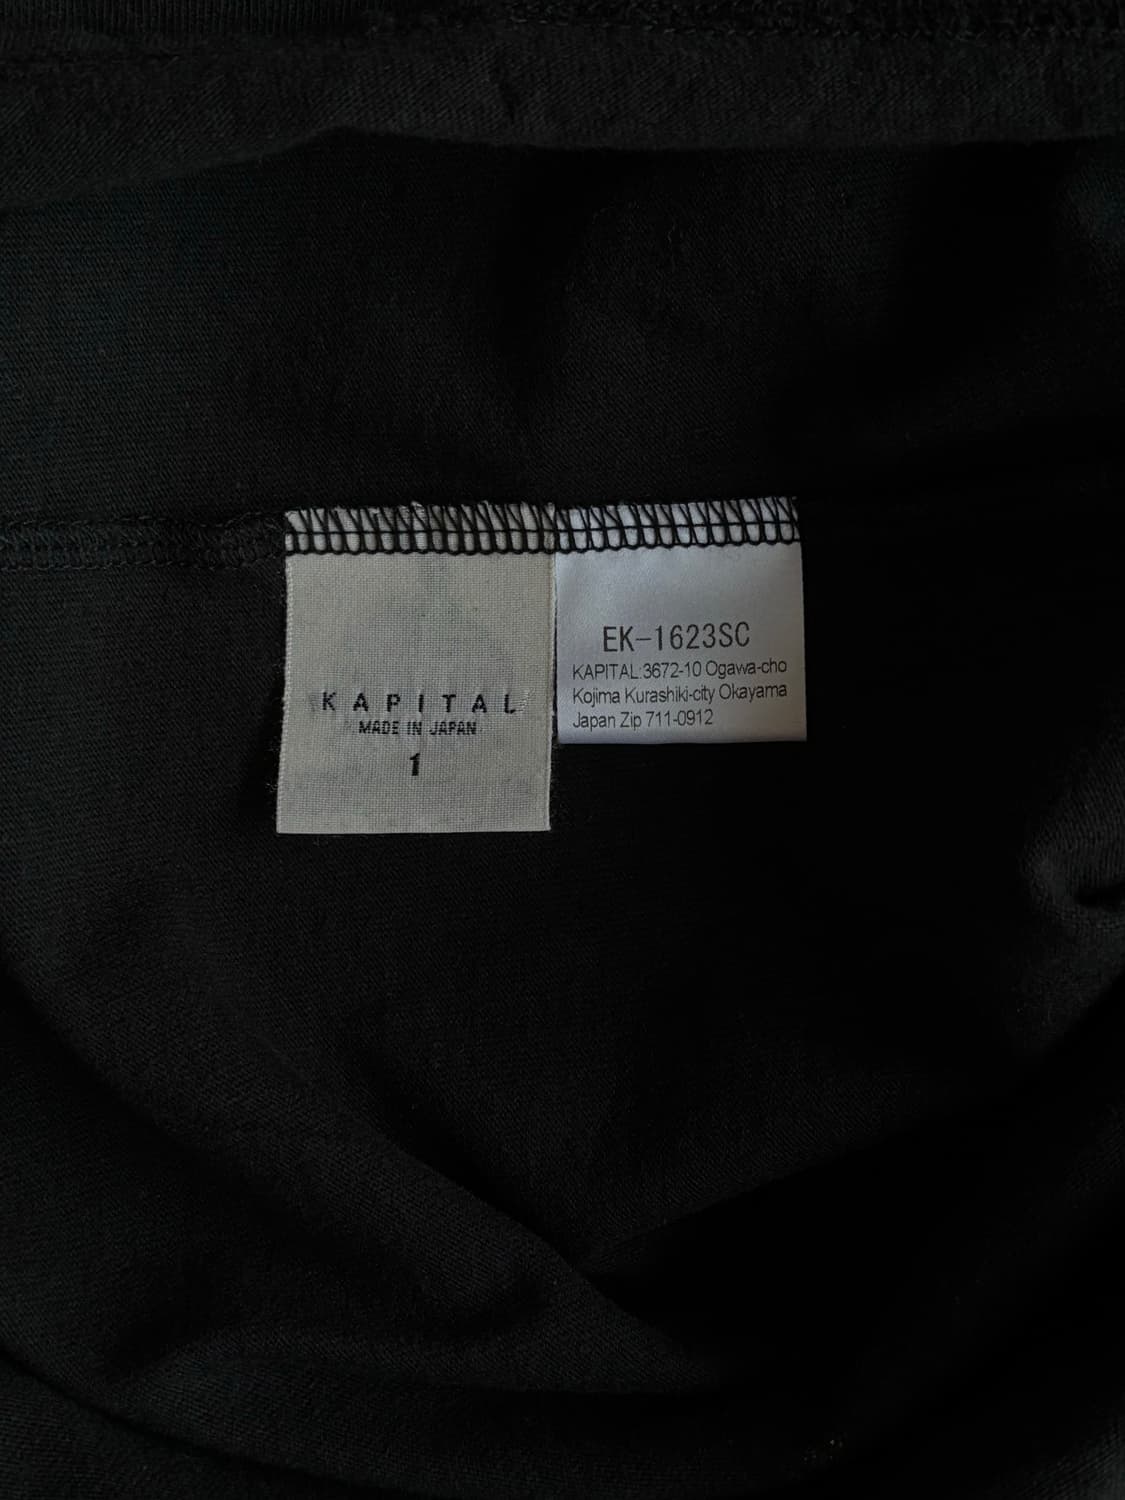 KAPITAL
MADE IN JAPAN
1
EK-1623SC
KAPITAL:3672-10 Ogawa-cho
Kojima Kurashiki-city Okayama
Japan Zip 711-0912